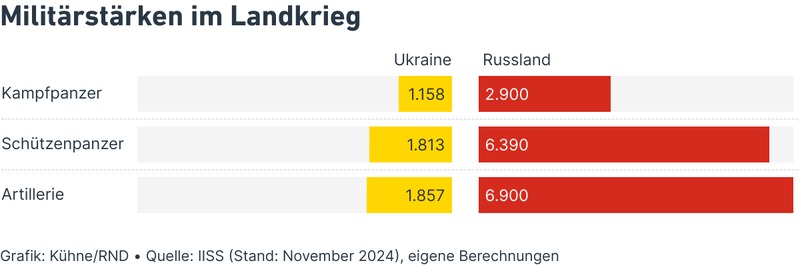 Militärstärken im Landkrieg
Ukraine Russland
Kampfpanzer 1.158 2.900
Schützenpanzer 1.813 6.390
Artillerie 1.857 6.900
Grafik: Kühne/RND • Quelle: IISS (Stand: November 2024), eigene Berechnungen